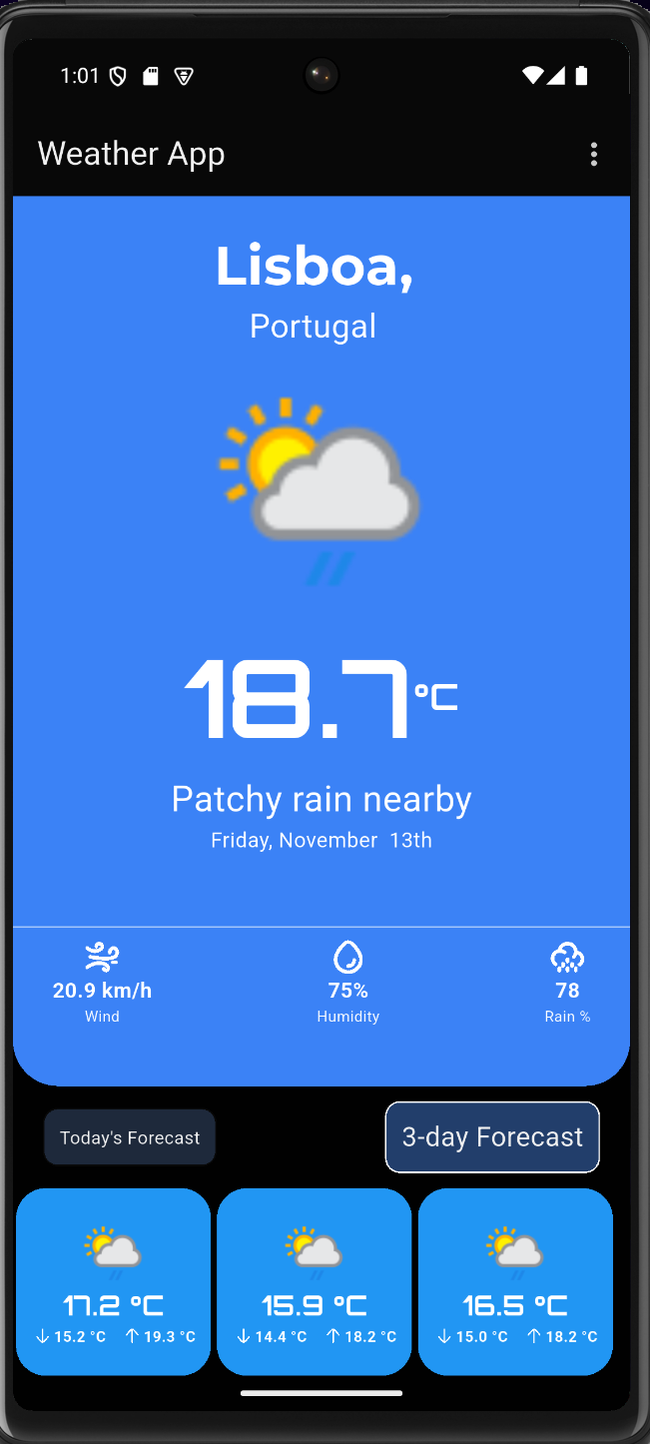 1:01
Weather App
Lisboa,
Portugal
18.7°C
Patchy rain nearby
Friday, November  13th
20.9 km/h 75% 78
Wind Humidity Rain %
Today's Forecast 3-day Forecast
17.2 °C 15.9 °C 16.5 °C
↓ 15.2 °C ↑ 19.3 °C ↓ 14.4 °C ↑ 18.2 °C ↓ 15.0 °C ↑ 18.2 °C